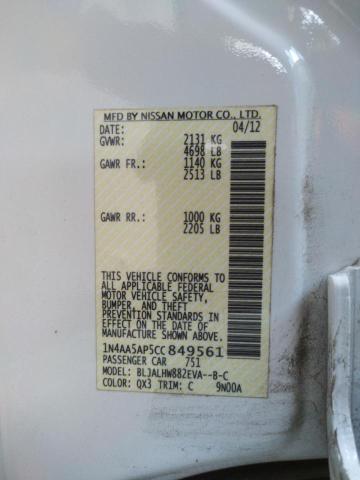 MFD BY NISSAN MOTOR CO., LTD.
DATE: 04/12
GVWR: 2131 KG
4698 LB
GAWR FR.: 1140 KG
2513 LB
GAWR RR.: 1000 KG
2205 LB
THIS VEHICLE CONFORMS TO
ALL APPLICABLE FEDERAL
MOTOR VEHICLE SAFETY,
BUMPER, AND THEFT
PREVENTION STANDARDS IN
EFFECT ON THE DATE OF
MANUFACTURE SHOWN ABOVE.
1N4AA5AP5CC 849561
PASSENGER CAR 751
MODEL: BLJALHW882EVA--B-C
COLOR: QX3 TRIM: C 9N00A